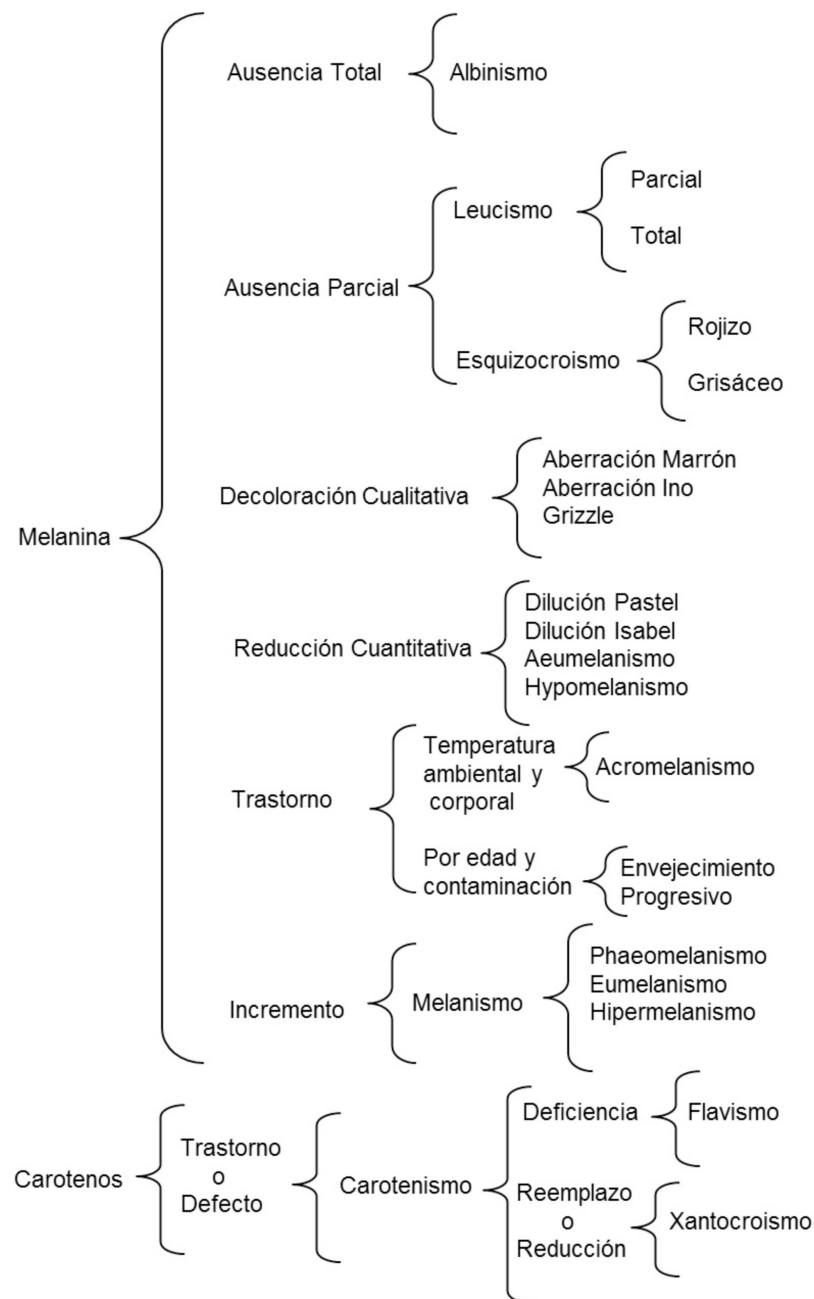 Melanina
Ausencia Total
Albinismo
Ausencia Parcial
Leucismo
Parcial
Total
Esquizocroismo
Rojizo
Grisáceo
Decoloración Cualitativa
Aberración Marrón
Aberración Ino
Grizzle
Reducción Cuantitativa
Dilución Pastel
Dilución Isabel
Aeumelanismo
Hypomelanismo
Trastorno
Temperatura
ambiental y
corporal
Acromelanismo
Por edad y
contaminación
Envejecimiento
Progresivo
Incremento
Melanismo
Phaeomelanismo
Eumelanismo
Hipermelanismo
Carotenos
Trastorno
o
Defecto
Carotenismo
Deficiencia
Flavismo
Reemplazo
o
Reducción
Xantocroismo